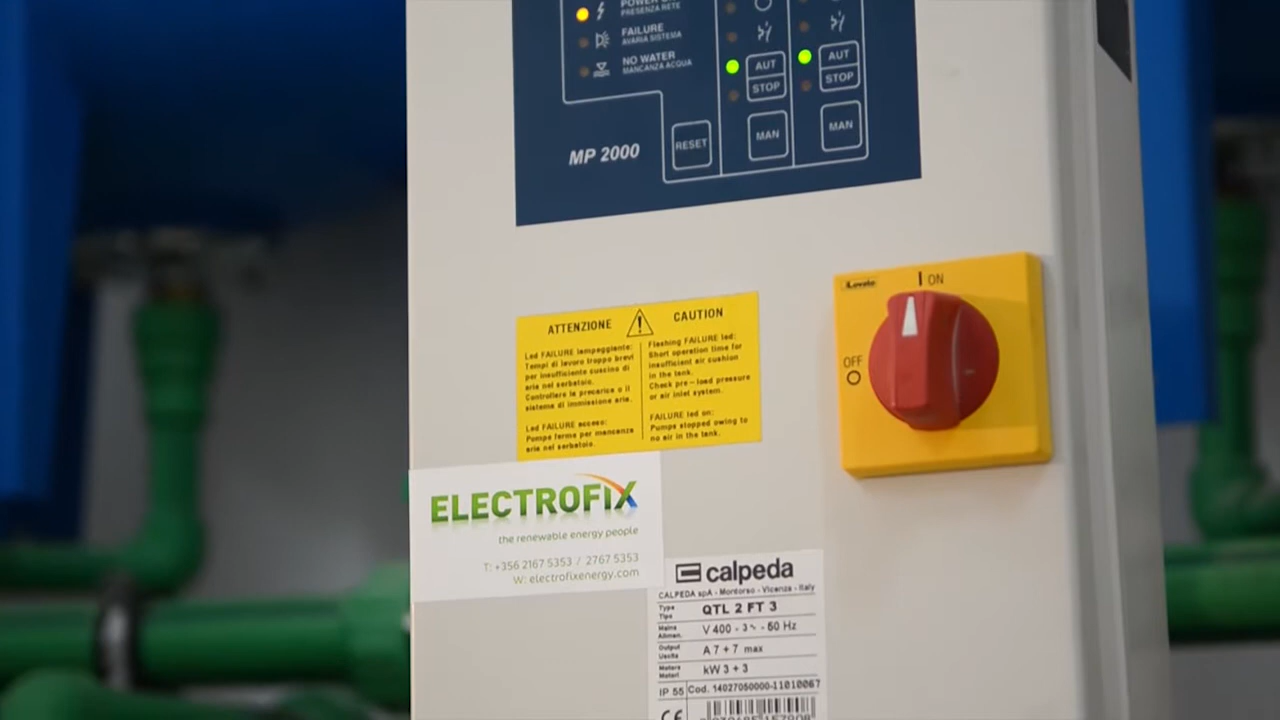 PRESENZA RETE
FAILURE
AVARIA SISTEMA
NO WATER
MANCANZA ACQUA
AUT
STOP
AUT
STOP
MP 2000
RESET
MAN
MAN
Lovato
I ON
OFF
O
ATTENZIONE
Led FAILURE lampeggiante:
Tempi di lavoro troppo brevi
per insufficiente cuscino di
aria nel serbatoio.
Controllare la precarica o il
sistema di immissione aria.
Led FAILURE acceso:
Pompe ferme per mancanza
aria nel serbatoio.
CAUTION
Flashing FAILURE led:
Short operation time for
insufficient air cushion
in the tank.
Check pre-load pressure
or air inlet system.
FAILURE led on:
Pumps stopped owing to
no air in the tank.
ELECTROFIX
the renewable energy people
T: +356 2167 5353 / 2767 5353
W: electrofixenergy.com
calpeda
CALPEDA spA - Montorso - Vicenza - Italy
Type
Tipo
QTL 2 FT 3
Mains
Alimen.
V 400 - 3~ - 50 Hz
Output
Uscita
A 7 + 7 max
Motors
Motori
kW 3 + 3
IP 55
Cod. 14027050000-11010067
CE